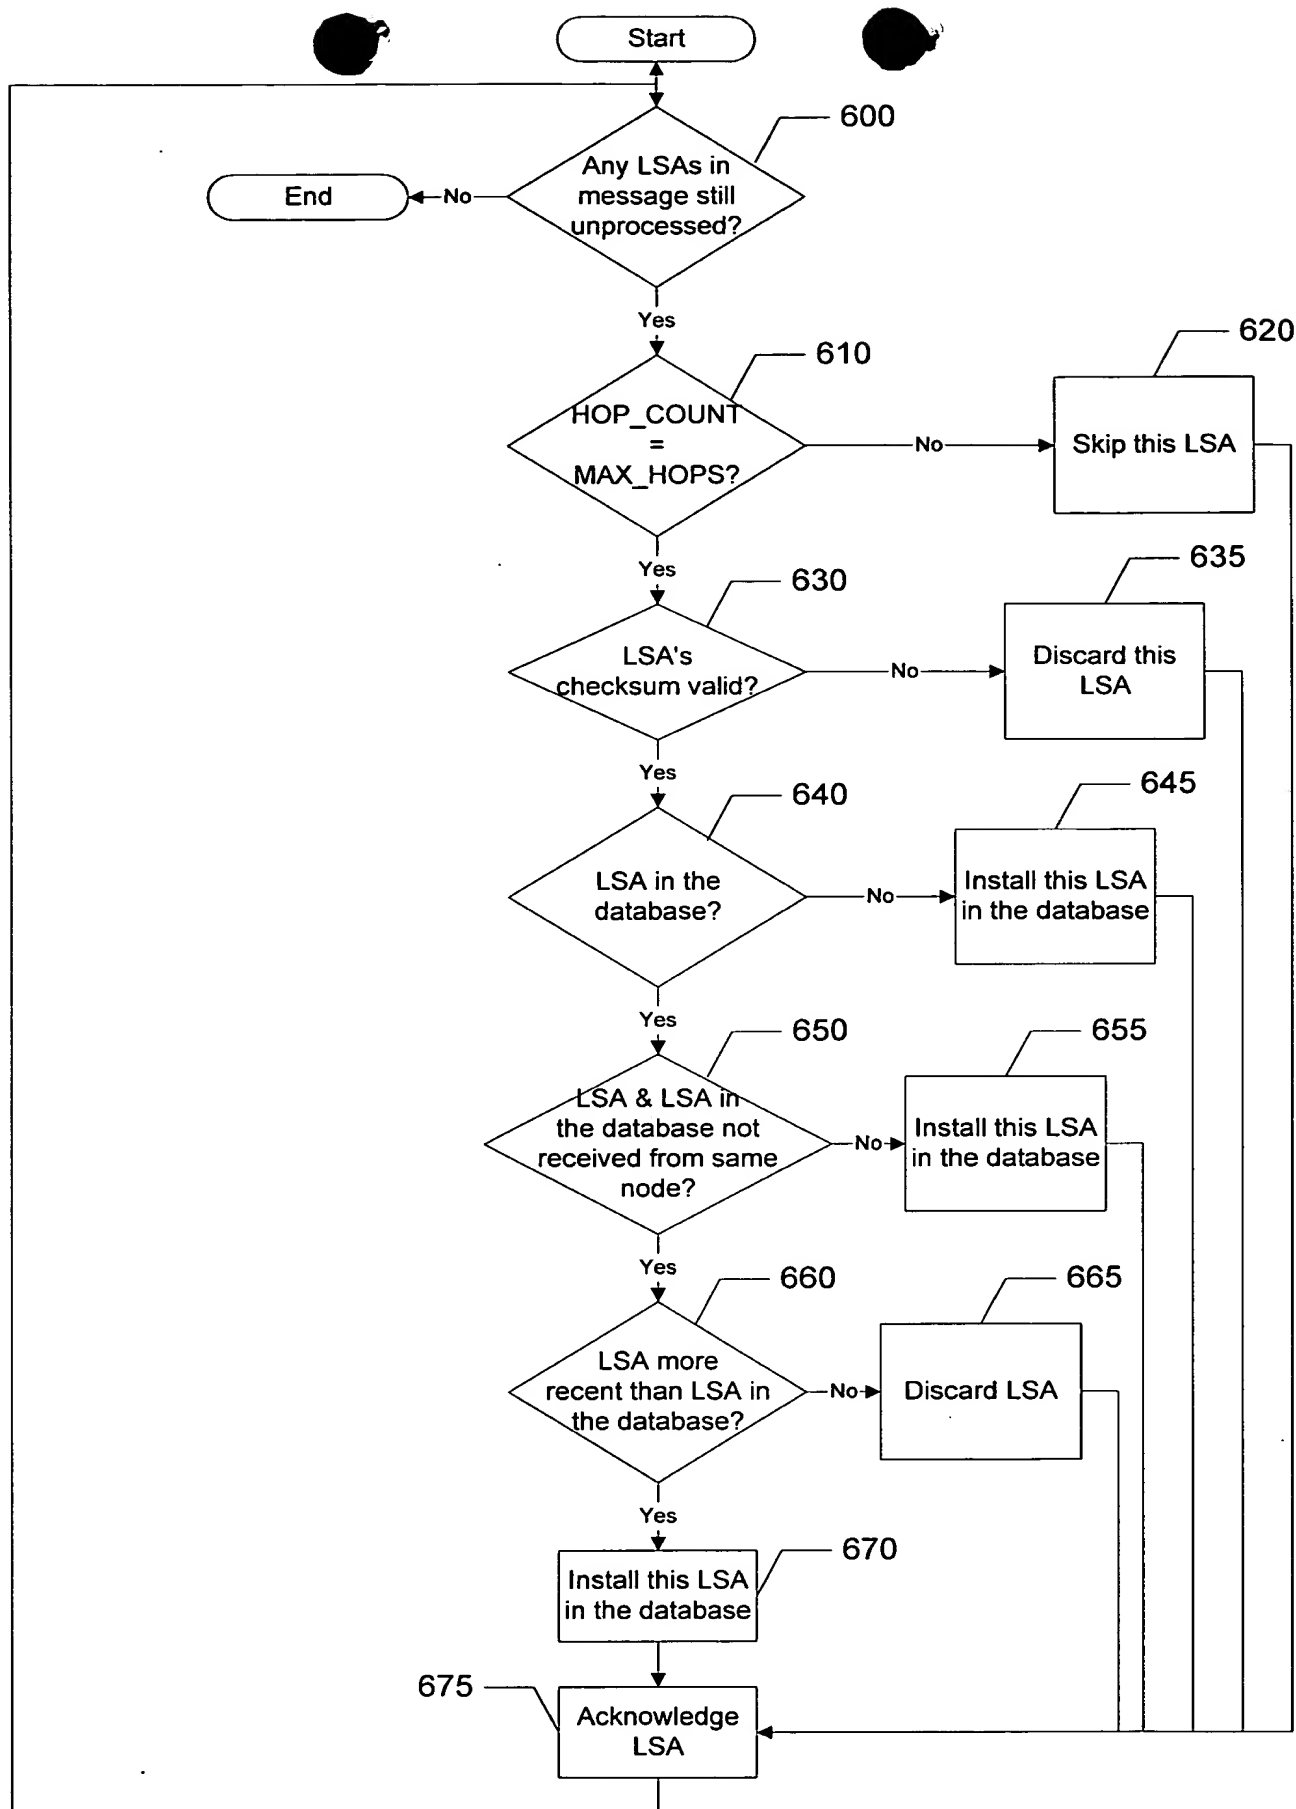 Start
600
Any LSAs in
message still
unprocessed?
No
End
Yes
610
HOP_COUNT
=
MAX_HOPS?
No
620
Skip this LSA
Yes
630
LSA's
checksum valid?
No
635
Discard this
LSA
Yes
640
LSA in the
database?
No
645
Install this LSA
in the database
Yes
650
LSA & LSA in
the database not
received from same
node?
No
655
Install this LSA
in the database
Yes
660
LSA more
recent than LSA in
the database?
No
665
Discard LSA
Yes
670
Install this LSA
in the database
675
Acknowledge
LSA